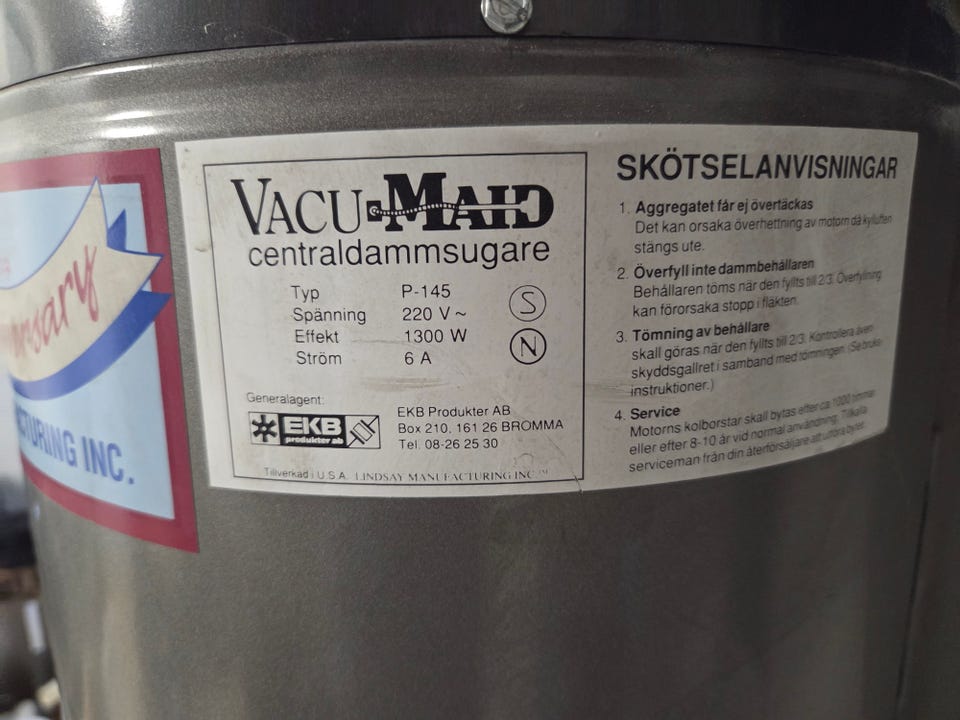 ersary
CTURING INC.
VACU-MAID
centraldammsugare
Typ P-145
Spänning 220 V ~
Effekt 1300 W
Ström 6 A
S
N
Generalagent:
EKB
produkter ab
EKB Produkter AB
Box 210, 161 26 BROMMA
Tel. 08-26 25 30
Tillverkad i U.S.A. LINDSAY MANUFACTURING INC.
SKÖTSELANVISNINGAR
1. Aggregatet får ej övertäckas
Det kan orsaka överhettning av motorn då kylluften
stängs ute.
2. Överfyll inte dammbehållaren
Behållaren töms när den fyllts till 2/3. Överfyllning
kan förorsaka stopp i fläkten.
3. Tömning av behållare
skall göras när den fyllts till 2/3. Kontrollera även
skyddsgallret i samband med tömningen. (Se bruks-
instruktioner.)
4. Service
Motorns kolborstar skall bytas efter ca 1000 timmar
eller efter 8-10 år vid normal användning. Tillkalla
serviceman från din återförsäljare att utföra bytet.